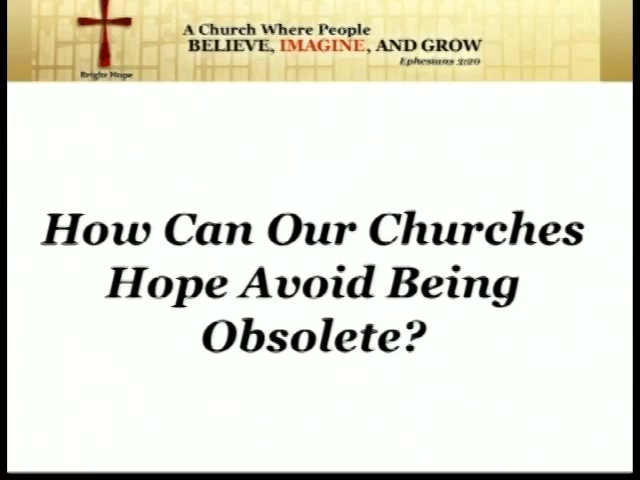 A Church Where People
BELIEVE, IMAGINE, AND GROW
Ephesians 2:20
Bright Hope
How Can Our Churches
Hope Avoid Being
Obsolete?